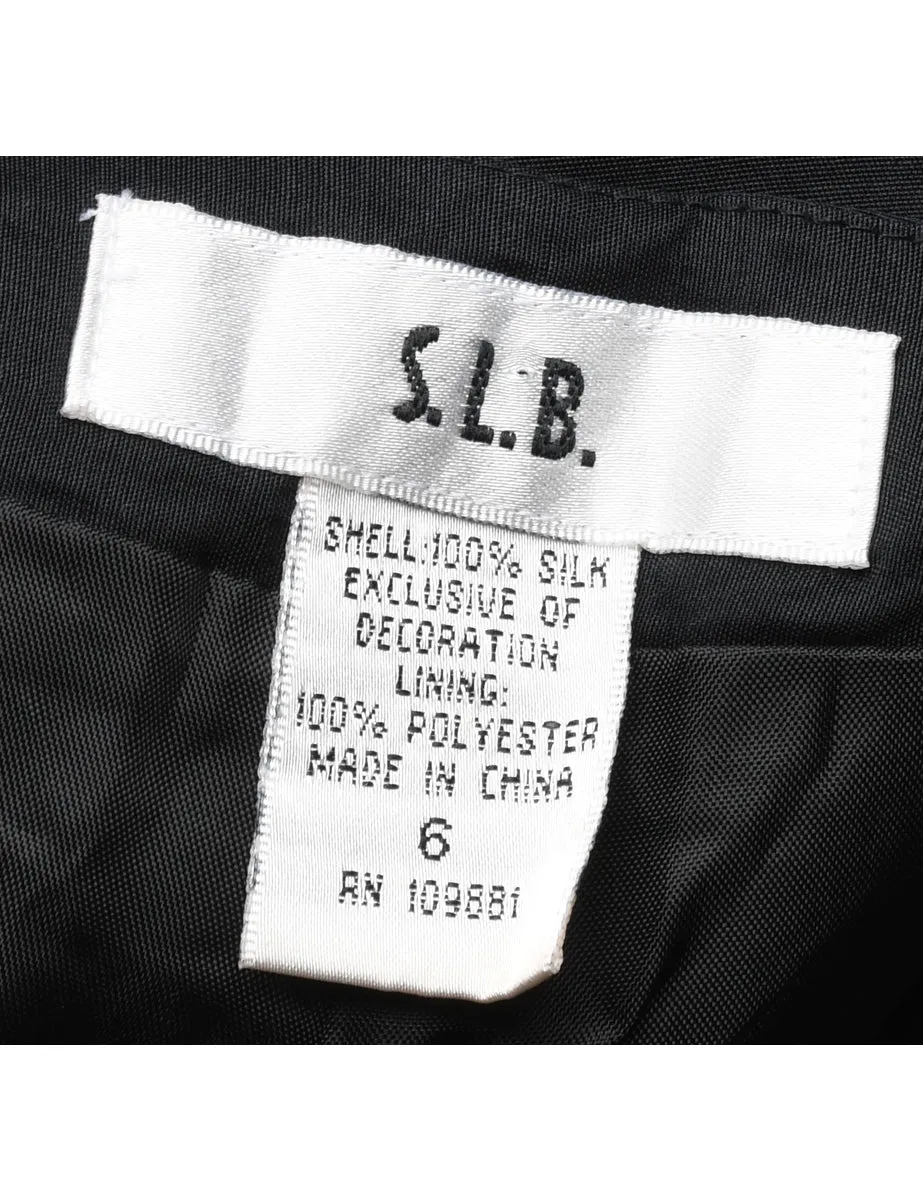 S.L.B.
SHELL:100% SILK
EXCLUSIVE OF
DECORATION
LINING:
100% POLYESTER
MADE IN CHINA
6
RN 109881